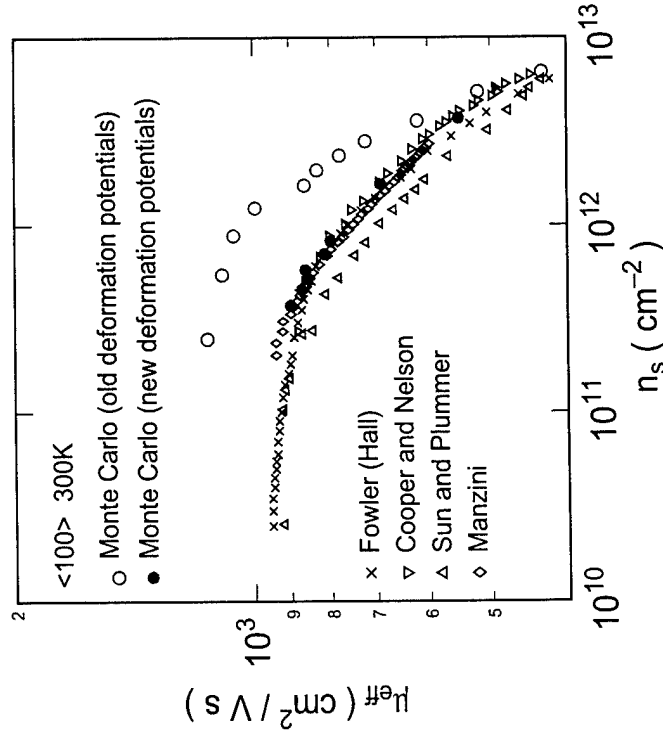 <100> 300K
○ Monte Carlo (old deformation potentials)
● Monte Carlo (new deformation potentials)
× Fowler (Hall)
▽ Cooper and Nelson
△ Sun and Plummer
◇ Manzini
μeff ( cm²/V s )
2
10³
9
8
7
6
5
10¹⁰
10¹¹
10¹²
10¹³
nₛ ( cm⁻² )